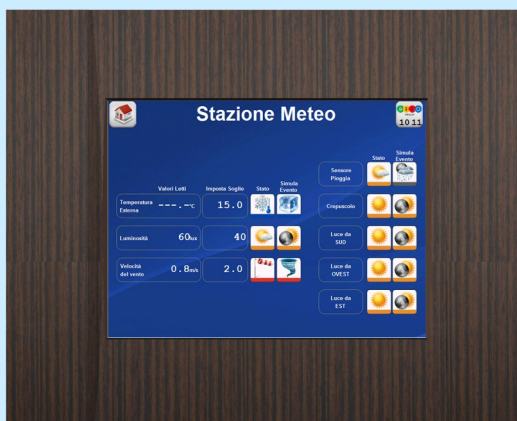 Stazione Meteo
10 11
Stato
Simula
Evento
Sensore
Pioggia
Valori Letti
Imposta Soglie
Stato
Simula
Evento
Temperatura
Esterna
---.-°C
15.0
Crepuscolo
Luminosità
60lux
40
Luce da
SUD
Velocità
del vento
0.8m/s
2.0
Luce da
OVEST
Luce da
EST